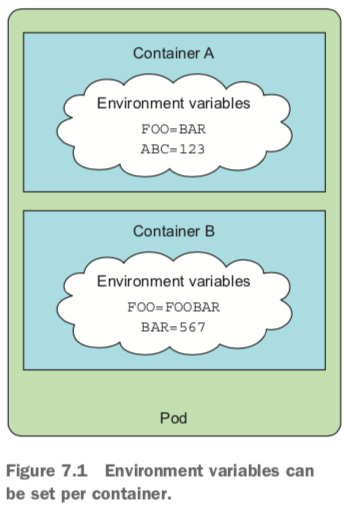 Container A
Environment variables
FOO=BAR
ABC=123
Container B
Environment variables
FOO=FOOBAR
BAR=567
Pod
Figure 7.1 Environment variables can
be set per container.